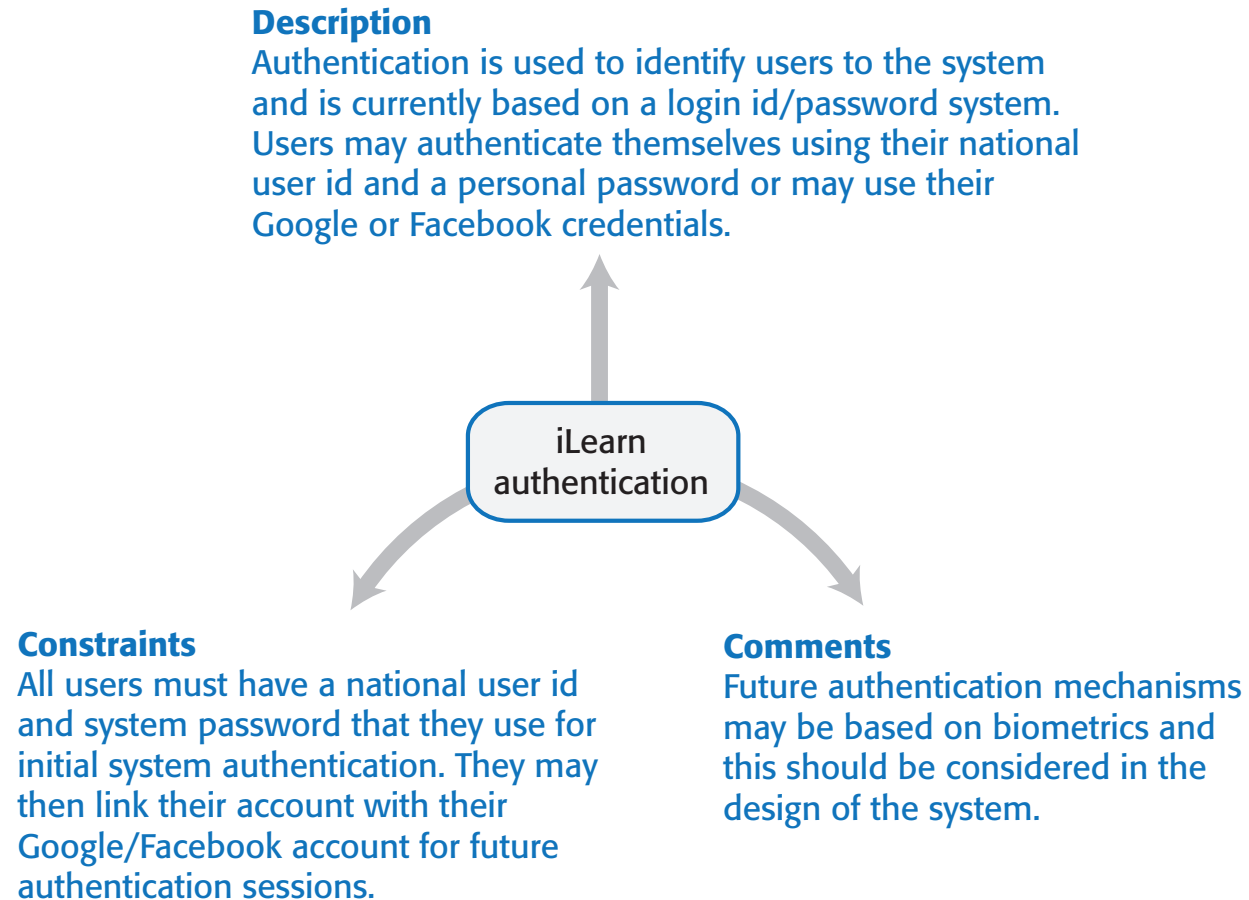 Description
Authentication is used to identify users to the system
and is currently based on a login id/password system.
Users may authenticate themselves using their national
user id and a personal password or may use their
Google or Facebook credentials.
iLearn
authentication
Constraints
All users must have a national user id
and system password that they use for
initial system authentication. They may
then link their account with their
Google/Facebook account for future
authentication sessions.
Comments
Future authentication mechanisms
may be based on biometrics and
this should be considered in the
design of the system.